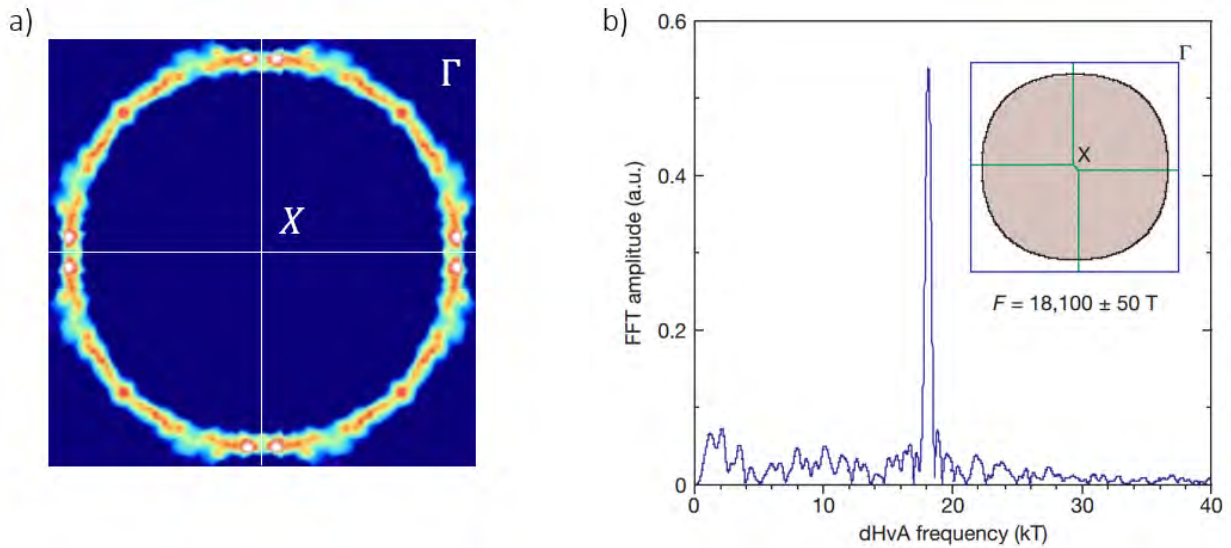 a)
Γ
X
b)
FFT amplitude (a.u.)
0.6
0.4
0.2
0
0
10
20
30
40
dHvA frequency (kT)
Γ
X
F = 18,100 ± 50 T